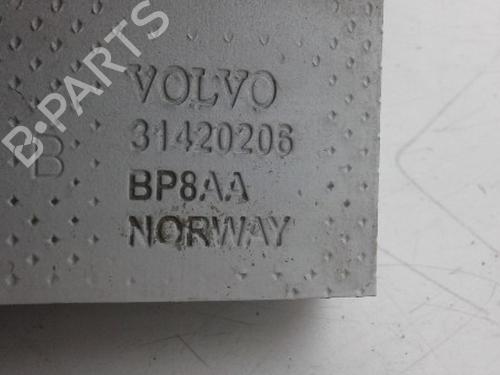 B-PARTS
VOLVO
31420206
B
BP8AA
NORWAY